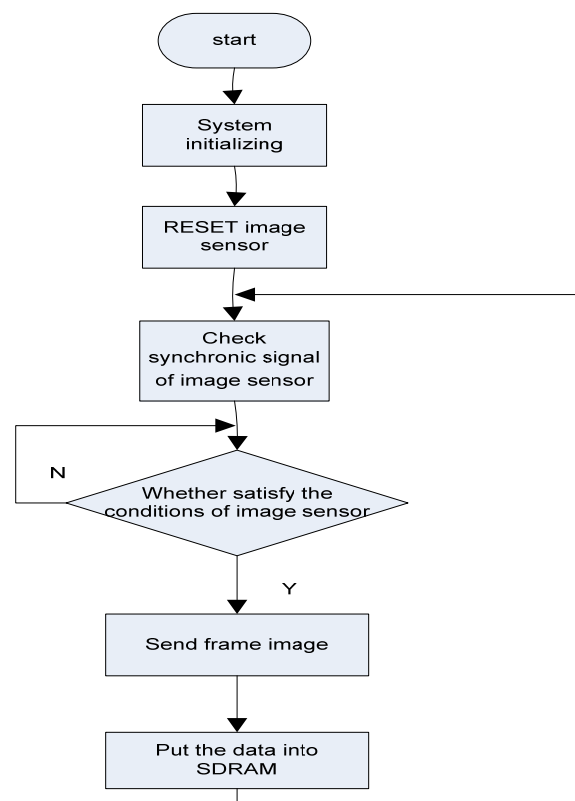 start
System
initializing
RESET image
sensor
Check
synchronic signal
of image sensor
N
Whether satisfy the
conditions of image sensor
Y
Send frame image
Put the data into
SDRAM